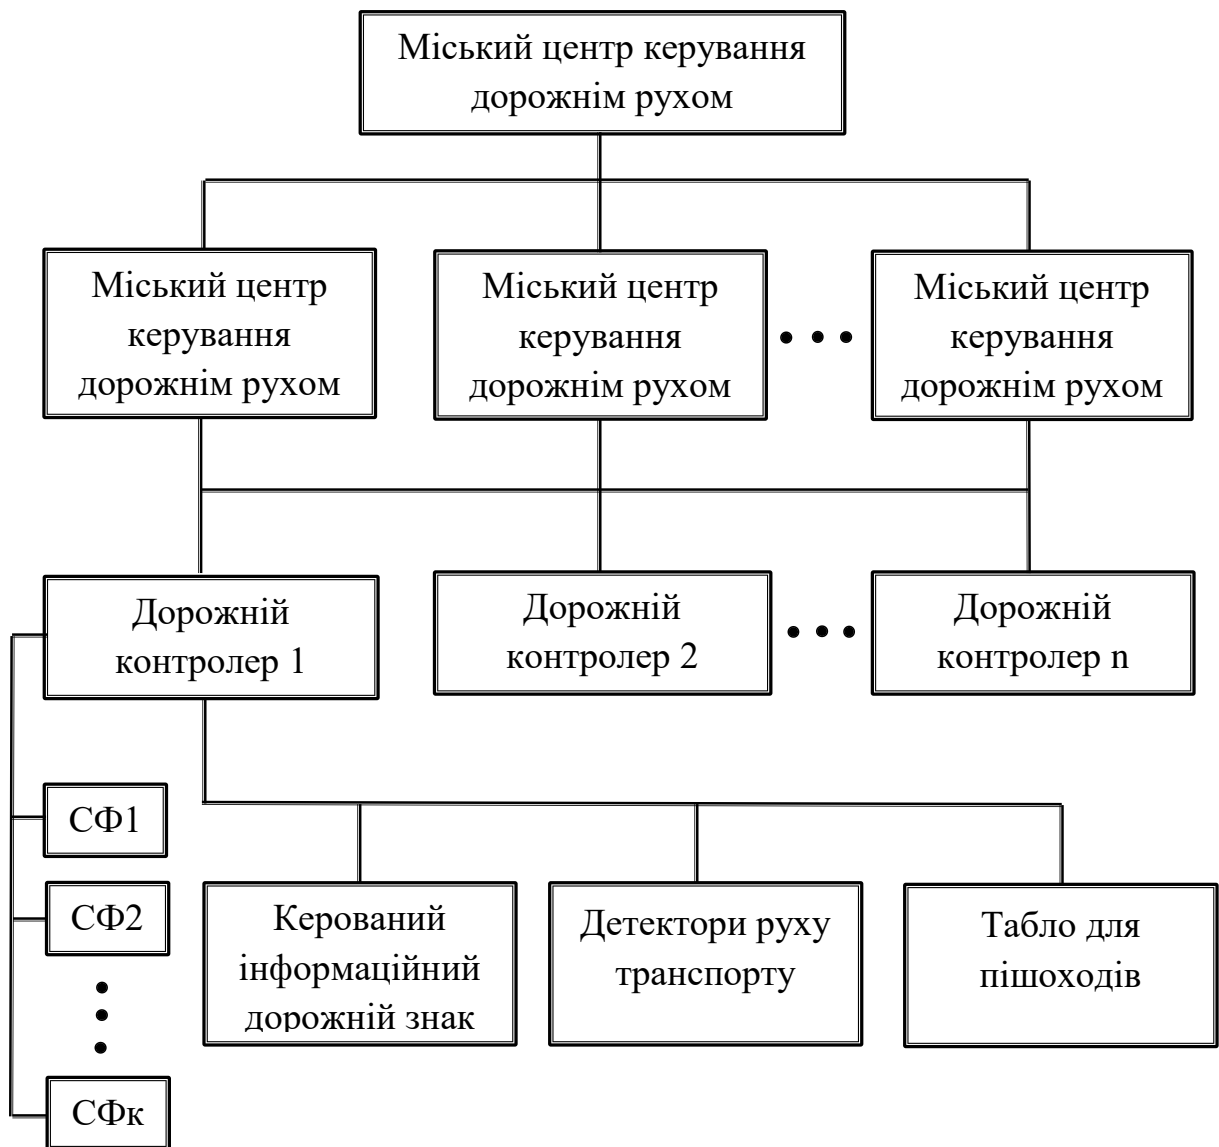 Міський центр керування
дорожнім рухом
Міський центр
керування
дорожнім рухом
Міський центр
керування
дорожнім рухом
Міський центр
керування
дорожнім рухом
Дорожній
контролер 1
Дорожній
контролер 2
Дорожній
контролер n
СФ1
СФ2
СФк
Керований
інформаційний
дорожній знак
Детектори руху
транспорту
Табло для
пішоходів